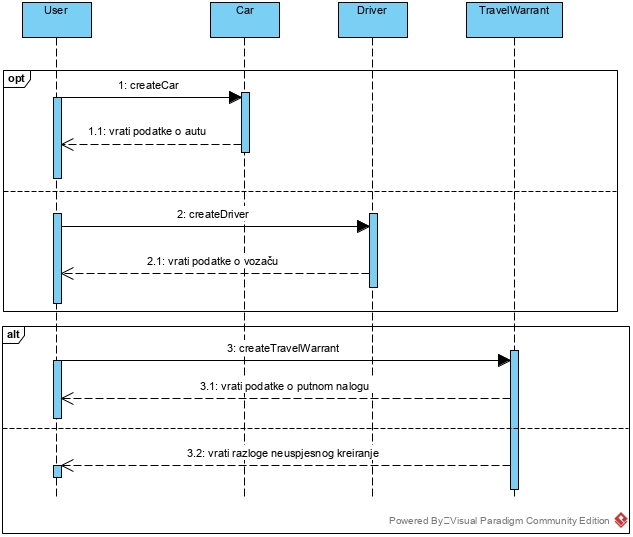 User Car Driver TravelWarrant
opt
1: createCar
1.1: vrati podatke o autu
2: createDriver
2.1: vrati podatke o vozaču
alt
3: createTravelWarrant
3.1: vrati podatke o putnom nalogu
3.2: vrati razloge neuspjesnog kreiranje
Powered By Visual Paradigm Community Edition